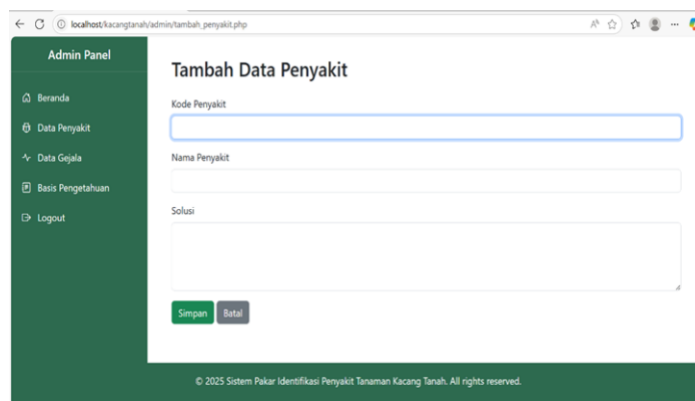 localhost/kacangtanah/admin/tambah_penyakit.php
Admin Panel
Beranda
Data Penyakit
Data Gejala
Basis Pengetahuan
Logout
Tambah Data Penyakit
Kode Penyakit
Nama Penyakit
Solusi
Simpan Batal
© 2025 Sistem Pakar Identifikasi Penyakit Tanaman Kacang Tanah. All rights reserved.